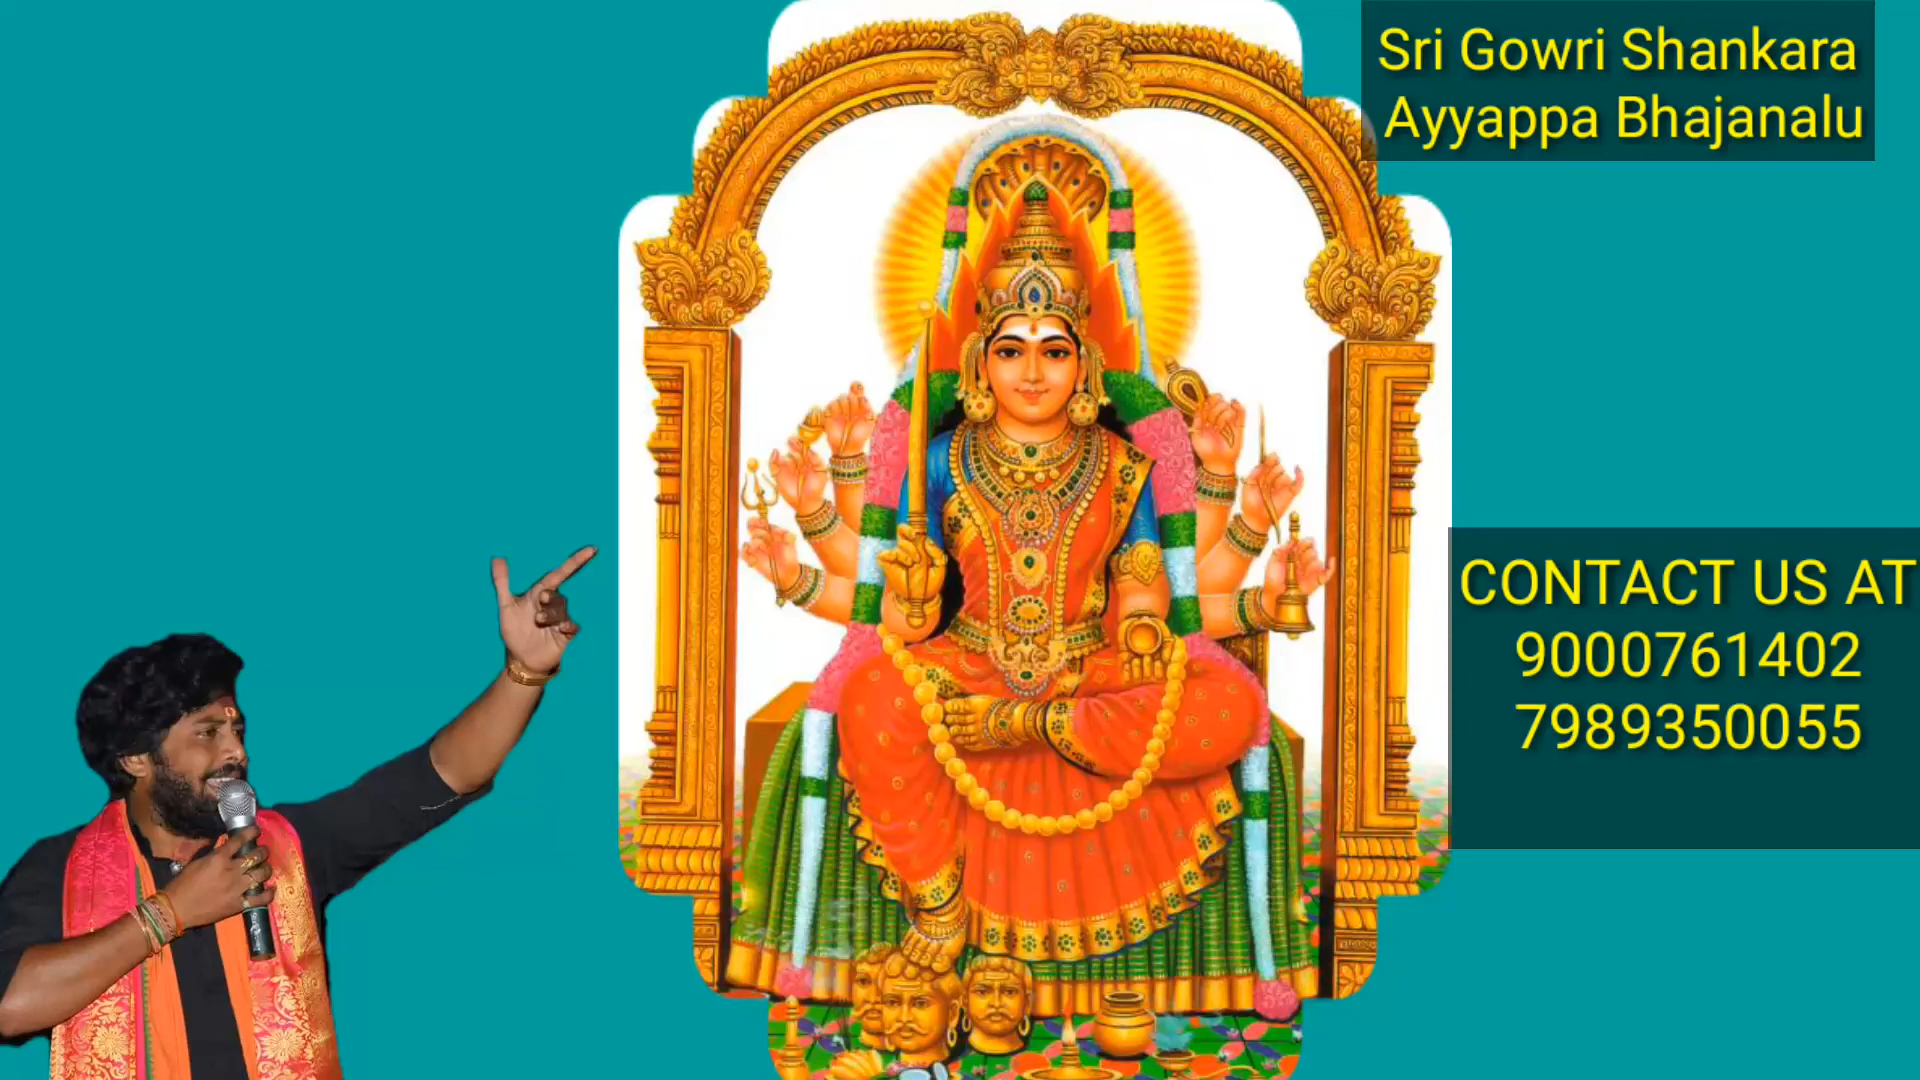 Sri Gowri Shankara
Ayyappa Bhajanalu
CONTACT US AT
9000761402
7989350055